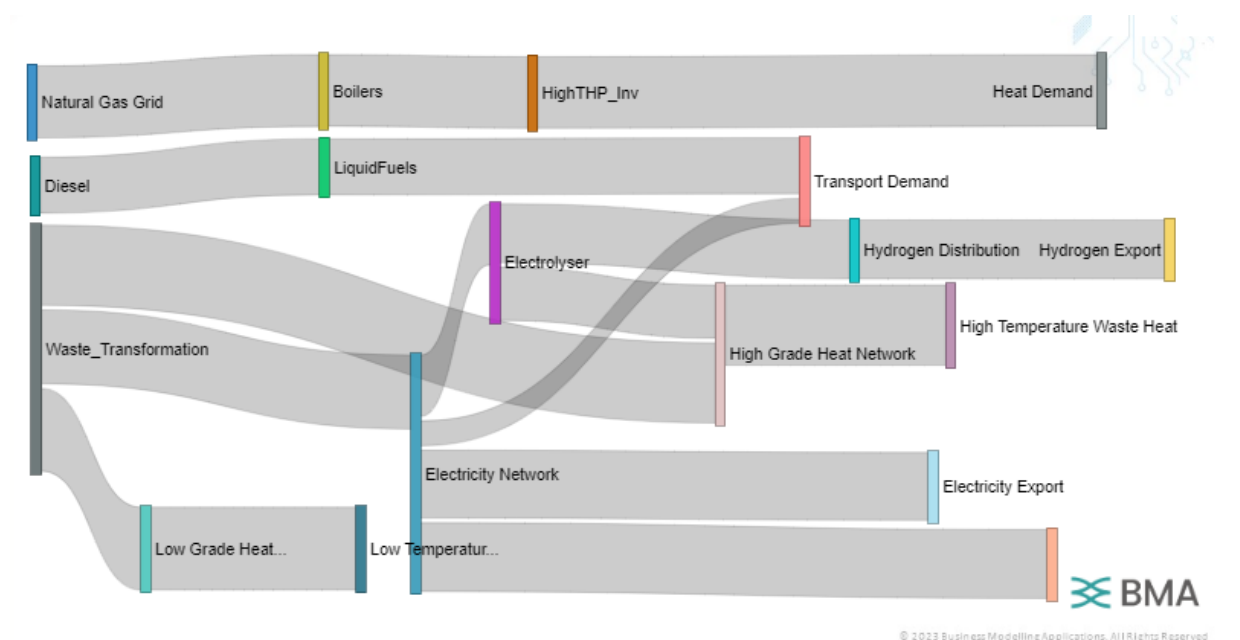 Natural Gas Grid
Boilers
HighTHP_Inv
Heat Demand
Diesel
LiquidFuels
Transport Demand
Electrolyser
Hydrogen Distribution
Hydrogen Export
Waste_Transformation
High Temperature Waste Heat
High Grade Heat Network
Electricity Network
Electricity Export
Low Grade Heat...
Low Temperatur...
BMA
© 2023 Business Modelling Applications. All Rights Reserved